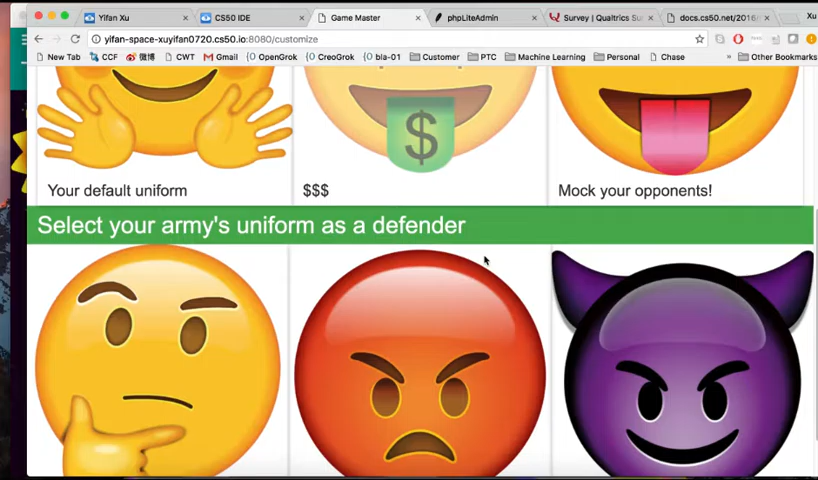 Yifan Xu
CS50 IDE
Game Master
phpLiteAdmin
Survey | Qualtrics Su
docs.cs50.net/2016/
Xu
yifan-space-xuyifan0720.cs50.io:8080/customize
New Tab
CCF
微博
CWT
Gmail
OpenGrok
CreoGrok
bla-01
Customer
PTC
Machine Learning
Personal
Chase
»
Other Bookmarks
$
Your default uniform
$$$
Mock your opponents!
Select your army's uniform as a defender